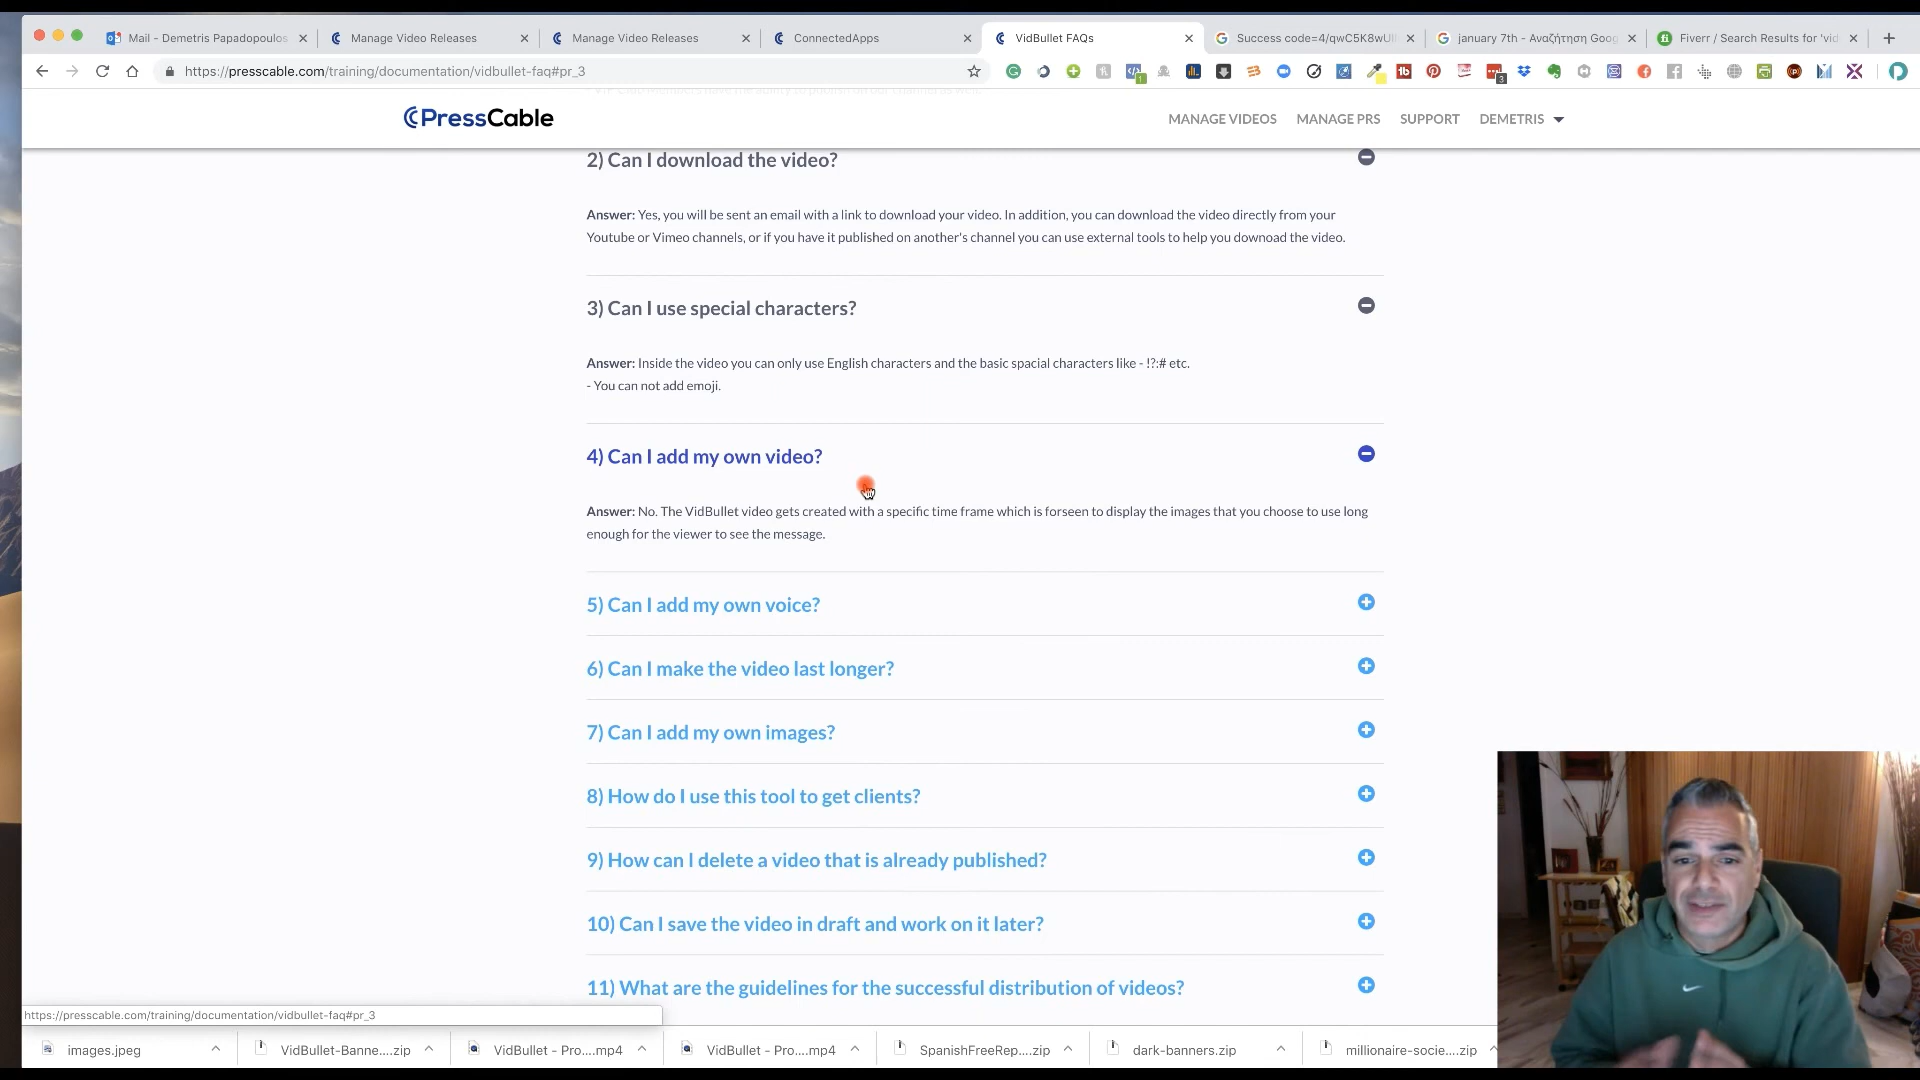 Mail - Demetris Papadopoulos
Manage Video Releases
Manage Video Releases
ConnectedApps
VidBullet FAQs
Success code=4/qwC5K8wUI
january 7th - Αναζήτηση Goog
Fiverr / Search Results for 'vid
https://presscable.com/training/documentation/vidbullet-faq#pr_3
PressCable
MANAGE VIDEOS
MANAGE PRS
SUPPORT
DEMETRIS
2) Can I download the video?
Answer: Yes, you will be sent an email with a link to download your video. In addition, you can download the video directly from your
Youtube or Vimeo channels, or if you have it published on another's channel you can use external tools to help you downoad the video.
3) Can I use special characters?
Answer: Inside the video you can only use English characters and the basic spacial characters like - !?:# etc.
- You can not add emoji.
4) Can I add my own video?
Answer: No. The VidBullet video gets created with a specific time frame which is forseen to display the images that you choose to use long
enough for the viewer to see the message.
5) Can I add my own voice?
6) Can I make the video last longer?
7) Can I add my own images?
8) How do I use this tool to get clients?
9) How can I delete a video that is already published?
10) Can I save the video in draft and work on it later?
11) What are the guidelines for the successful distribution of videos?
https://presscable.com/training/documentation/vidbullet-faq#pr_3
images.jpeg
VidBullet-Banne....zip
VidBullet - Pro....mp4
VidBullet - Pro....mp4
SpanishFreeRep....zip
dark-banners.zip
millionaire-socie....zip